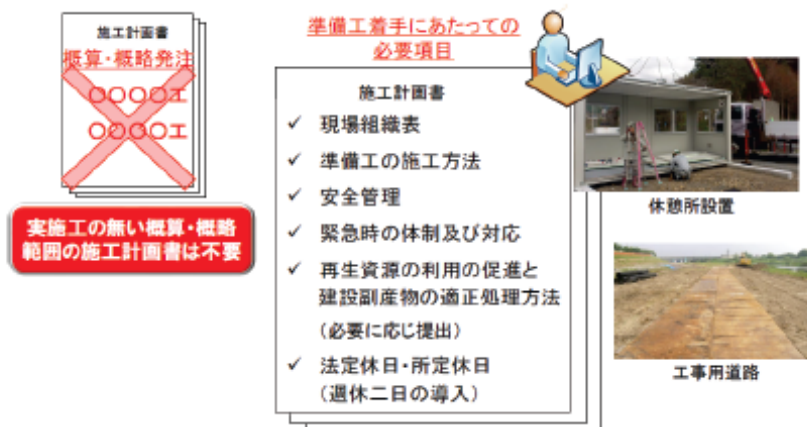 施工計画書
概算・概略発注
〇〇〇〇工
〇〇〇〇工
実施工の無い概算・概略
範囲の施工計画書は不要
準備工着手にあたっての
必要項目
施工計画書
✓ 現場組織表
✓ 準備工の施工方法
✓ 安全管理
✓ 緊急時の体制及び対応
✓ 再生資源の利用の促進と
建設副産物の適正処理方法
(必要に応じ提出)
✓ 法定休日・所定休日
(週休二日の導入)
休憩所設置
工事用道路